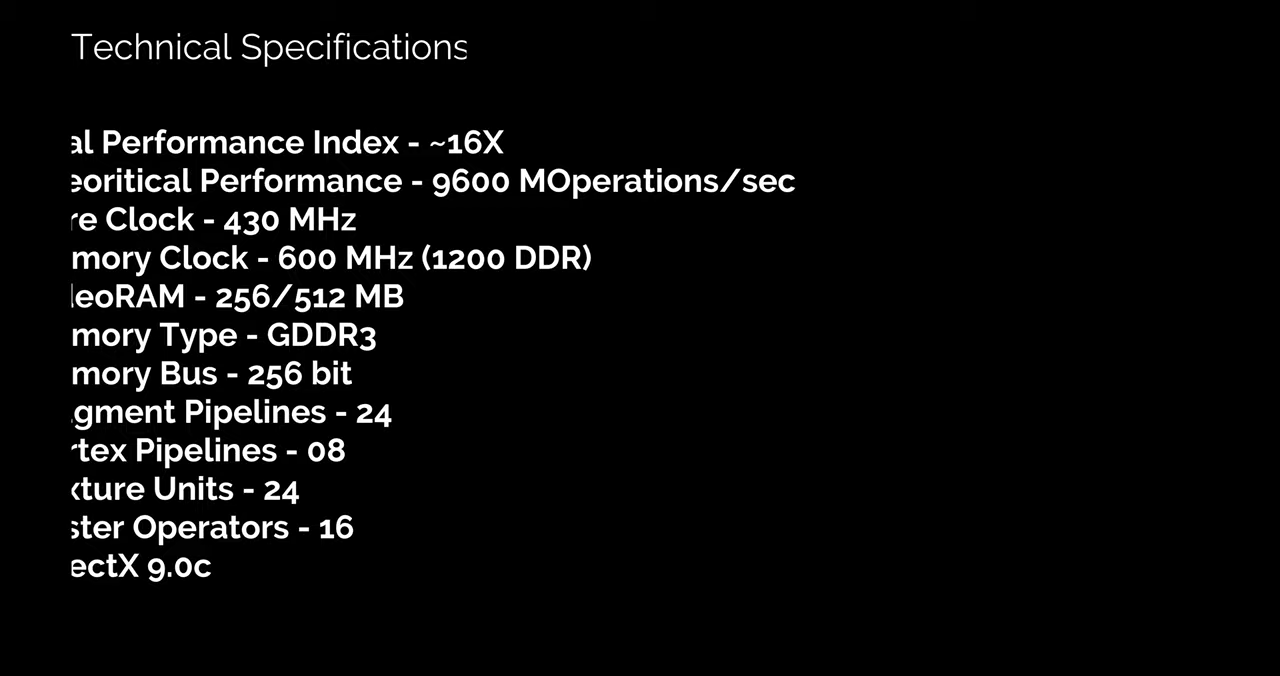 Technical Specifications
al Performance Index - ~16X
eoritical Performance - 9600 MOperations/sec
re Clock - 430 MHz
mory Clock - 600 MHz (1200 DDR)
deoRAM - 256/512 MB
mory Type - GDDR3
mory Bus - 256 bit
gment Pipelines - 24
rtex Pipelines - 08
xture Units - 24
ster Operators - 16
ectX 9.0c